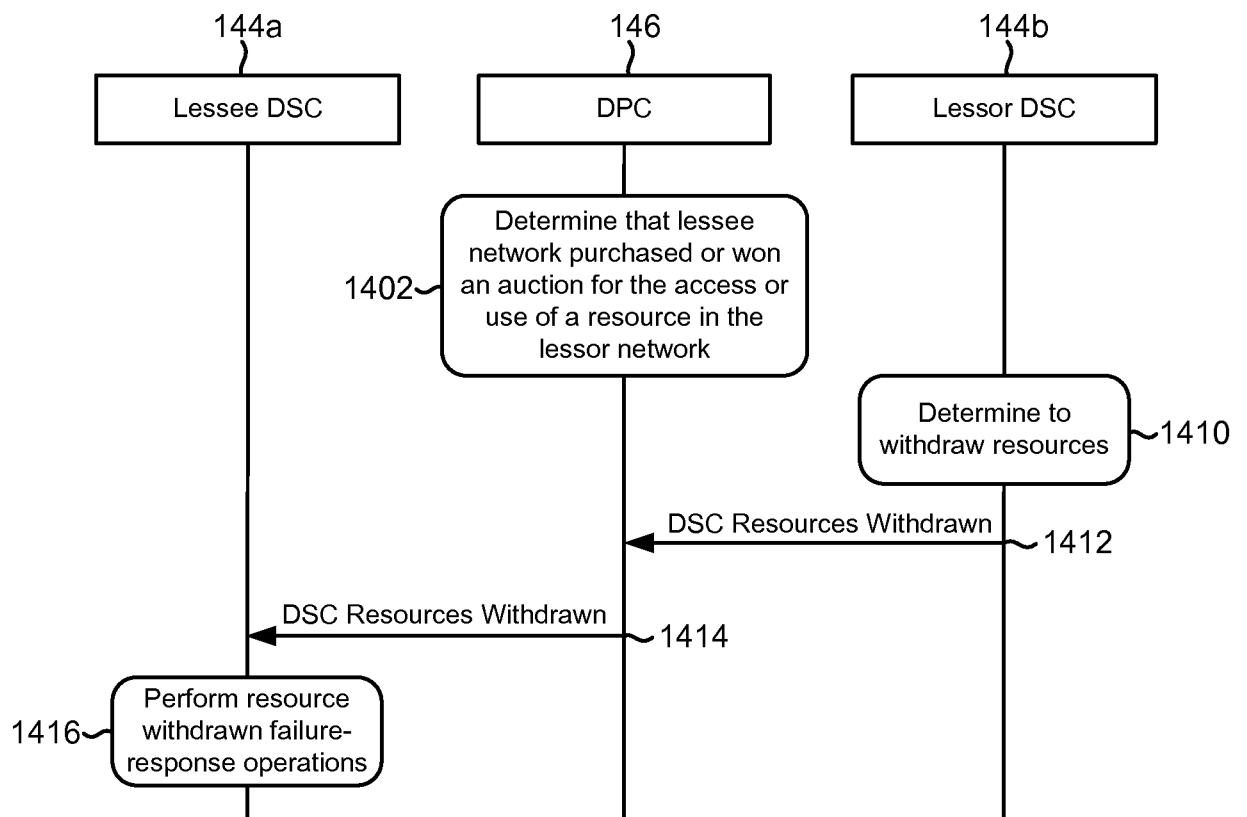 144a
146
144b
Lessee DSC
DPC
Lessor DSC
Determine that lessee
network purchased or won
an auction for the access or
use of a resource in the
lessor network
1402
Determine to
withdraw resources
1410
DSC Resources Withdrawn
1412
DSC Resources Withdrawn
1414
Perform resource
withdrawn failure-
response operations
1416